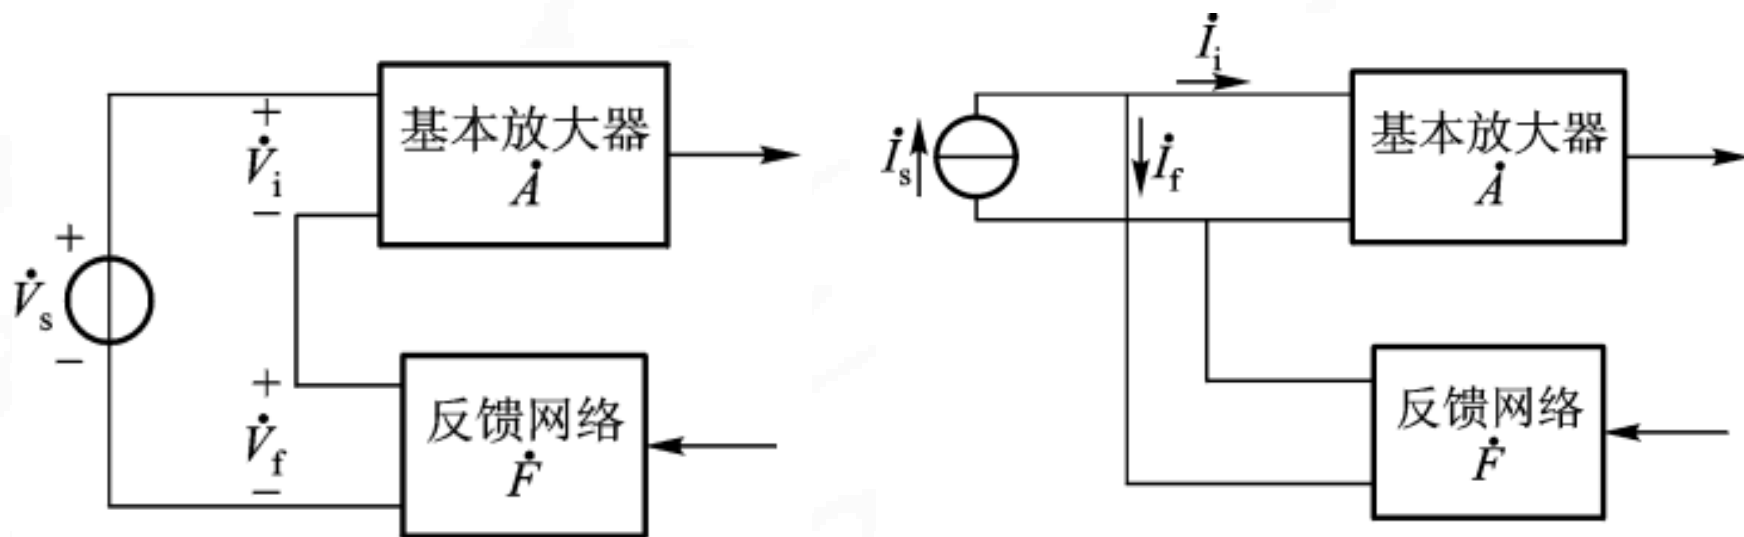 +
V̇i
−
基本放大器
Ȧ
+
V̇s
−
+
V̇f
−
反馈网络
Ḟ
İi
İs
İf
基本放大器
Ȧ
反馈网络
Ḟ